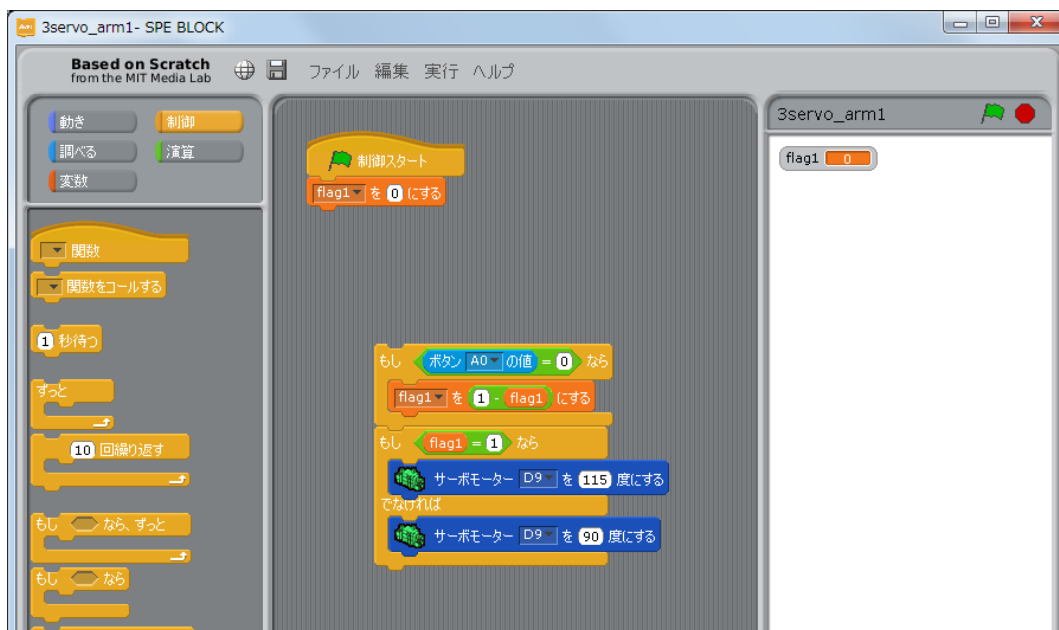 3servo_arm1- SPE BLOCK
Based on Scratch
from the MIT Media Lab
ファイル 編集 実行 ヘルプ
動き 制御
調べる 演算
変数
関数
関数をコールする
1 秒待つ
ずっと
10 回繰り返す
もし なら、ずっと
もし なら
制御スタート
flag1 を 0 にする
もし ボタン A0 の値 = 0 なら
flag1 を 1 - flag1 にする
もし flag1 = 1 なら
サーボモーター D9 を 115 度にする
でなければ
サーボモーター D9 を 90 度にする
3servo_arm1
flag1 0